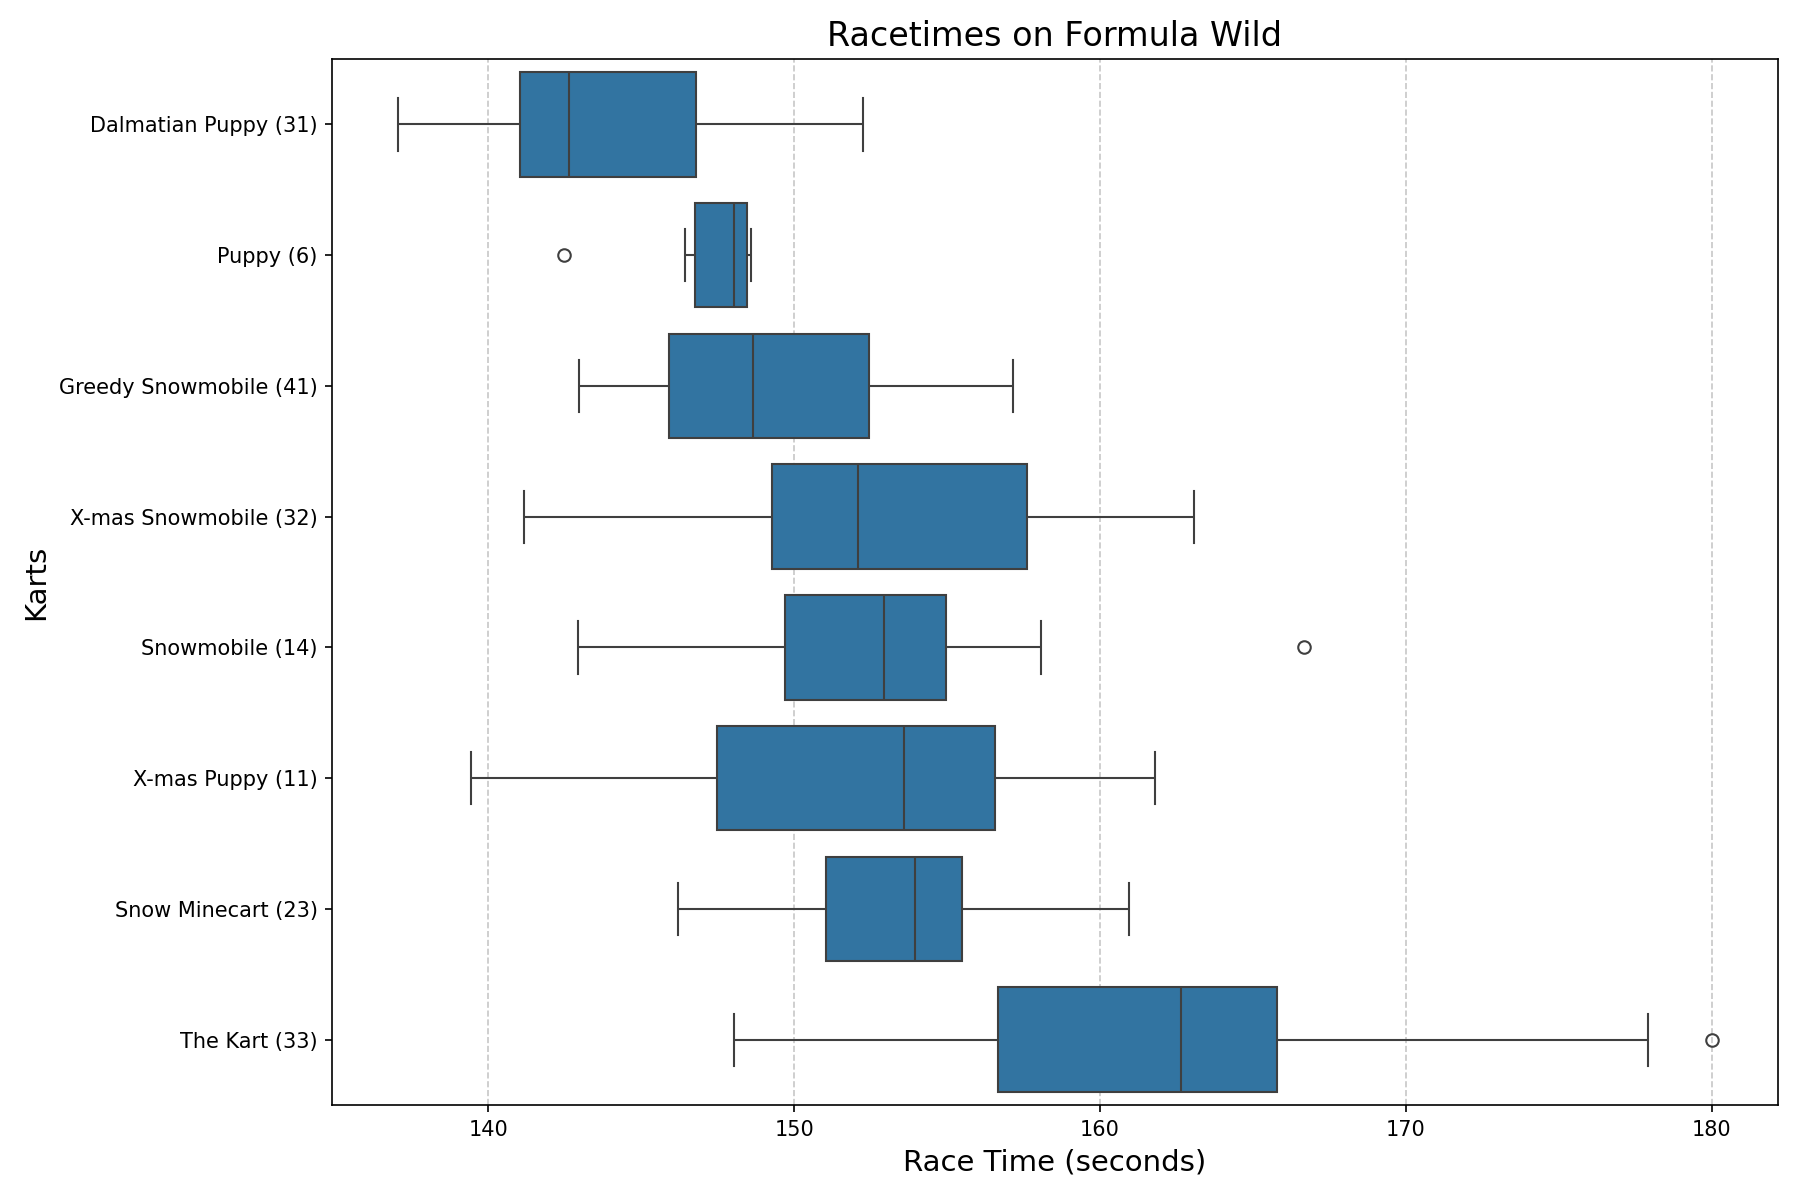 Racetimes on Formula Wild
Dalmatian Puppy (31)
Puppy (6)
Greedy Snowmobile (41)
X-mas Snowmobile (32)
Snowmobile (14)
X-mas Puppy (11)
Snow Minecart (23)
The Kart (33)
Karts
140 150 160 170 180
Race Time (seconds)